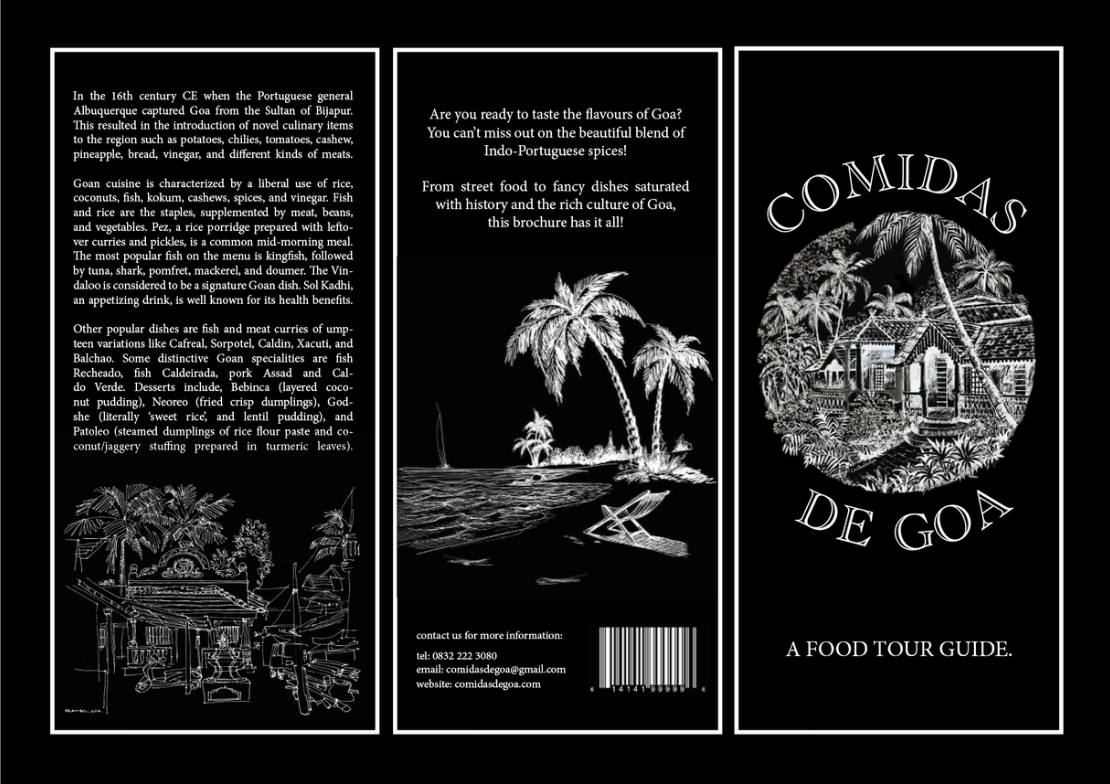 In the 16th century CE when the Portuguese general
Albuquerque captured Goa from the Sultan of Bijapur.
This resulted in the introduction of novel culinary items
to the region such as potatoes, chilies, tomatoes, cashew,
pineapple, bread, vinegar, and different kinds of meats.
Goan cuisine is characterized by a liberal use of rice,
coconuts, fish, kokum, cashews, spices, and vinegar. Fish
and rice are the staples, supplemented by meat, beans,
and vegetables. Pez, a rice porridge prepared with lefto-
ver curries and pickles, is a common mid-morning meal.
The most popular fish on the menu is kingfish, followed
by tuna, shark, pomfret, mackerel, and doumer. The Vin-
daloo is considered to be a signature Goan dish. Sol Kadhi,
an appetizing drink, is well known for its health benefits.
Other popular dishes are fish and meat curries of ump-
teen variations like Cafreal, Sorpotel, Caldin, Xacuti, and
Balchao. Some distinctive Goan specialities are fish
Recheado, fish Caldeirada, pork Assad and Cal-
do Verde. Desserts include, Bebinca (layered coco-
nut pudding), Neoreo (fried crisp dumplings), God-
she (literally ‘sweet rice’, and lentil pudding), and
Patoleo (steamed dumplings of rice flour paste and co-
conut/jaggery stuffing prepared in turmeric leaves).
Are you ready to taste the flavours of Goa?
You can’t miss out on the beautiful blend of
Indo-Portuguese spices!
From street food to fancy dishes saturated
with history and the rich culture of Goa,
this brochure has it all!
contact us for more information:
tel: 0832 222 3080
email: comidasdegoa@gmail.com
website: comidasdegoa.com
6 14141 99999 6
COMIDAS
DE GOA
A FOOD TOUR GUIDE.